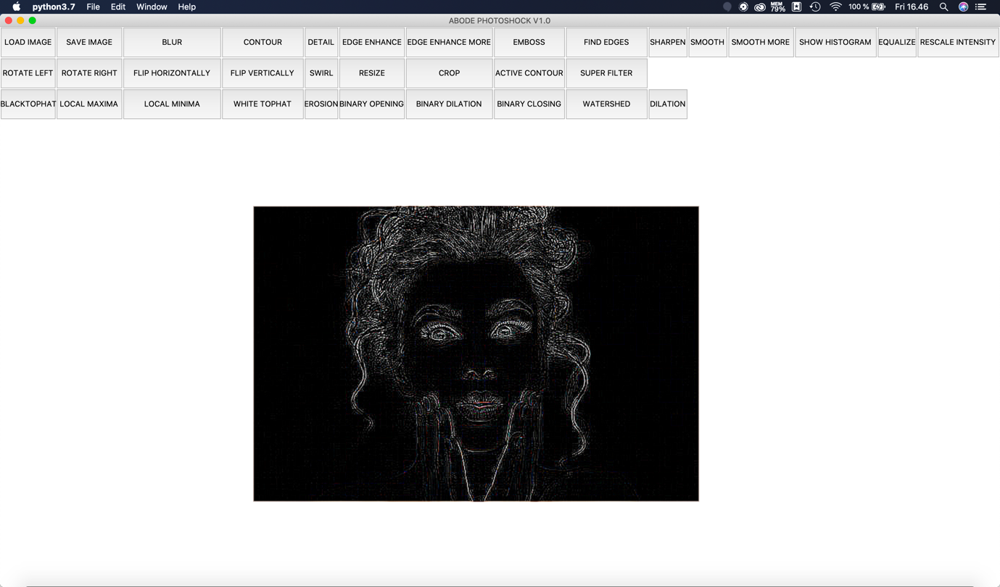 python3.7 File Edit Window Help MEM 79% 100 % Fri 16.46
ABODE PHOTOSHOCK V1.0
LOAD IMAGE SAVE IMAGE BLUR CONTOUR DETAIL EDGE ENHANCE EDGE ENHANCE MORE EMBOSS FIND EDGES SHARPEN SMOOTH SMOOTH MORE SHOW HISTOGRAM EQUALIZE RESCALE INTENSITY
ROTATE LEFT ROTATE RIGHT FLIP HORIZONTALLY FLIP VERTICALLY SWIRL RESIZE CROP ACTIVE CONTOUR SUPER FILTER
BLACKTOPHAT LOCAL MAXIMA LOCAL MINIMA WHITE TOPHAT EROSION BINARY OPENING BINARY DILATION BINARY CLOSING WATERSHED DILATION